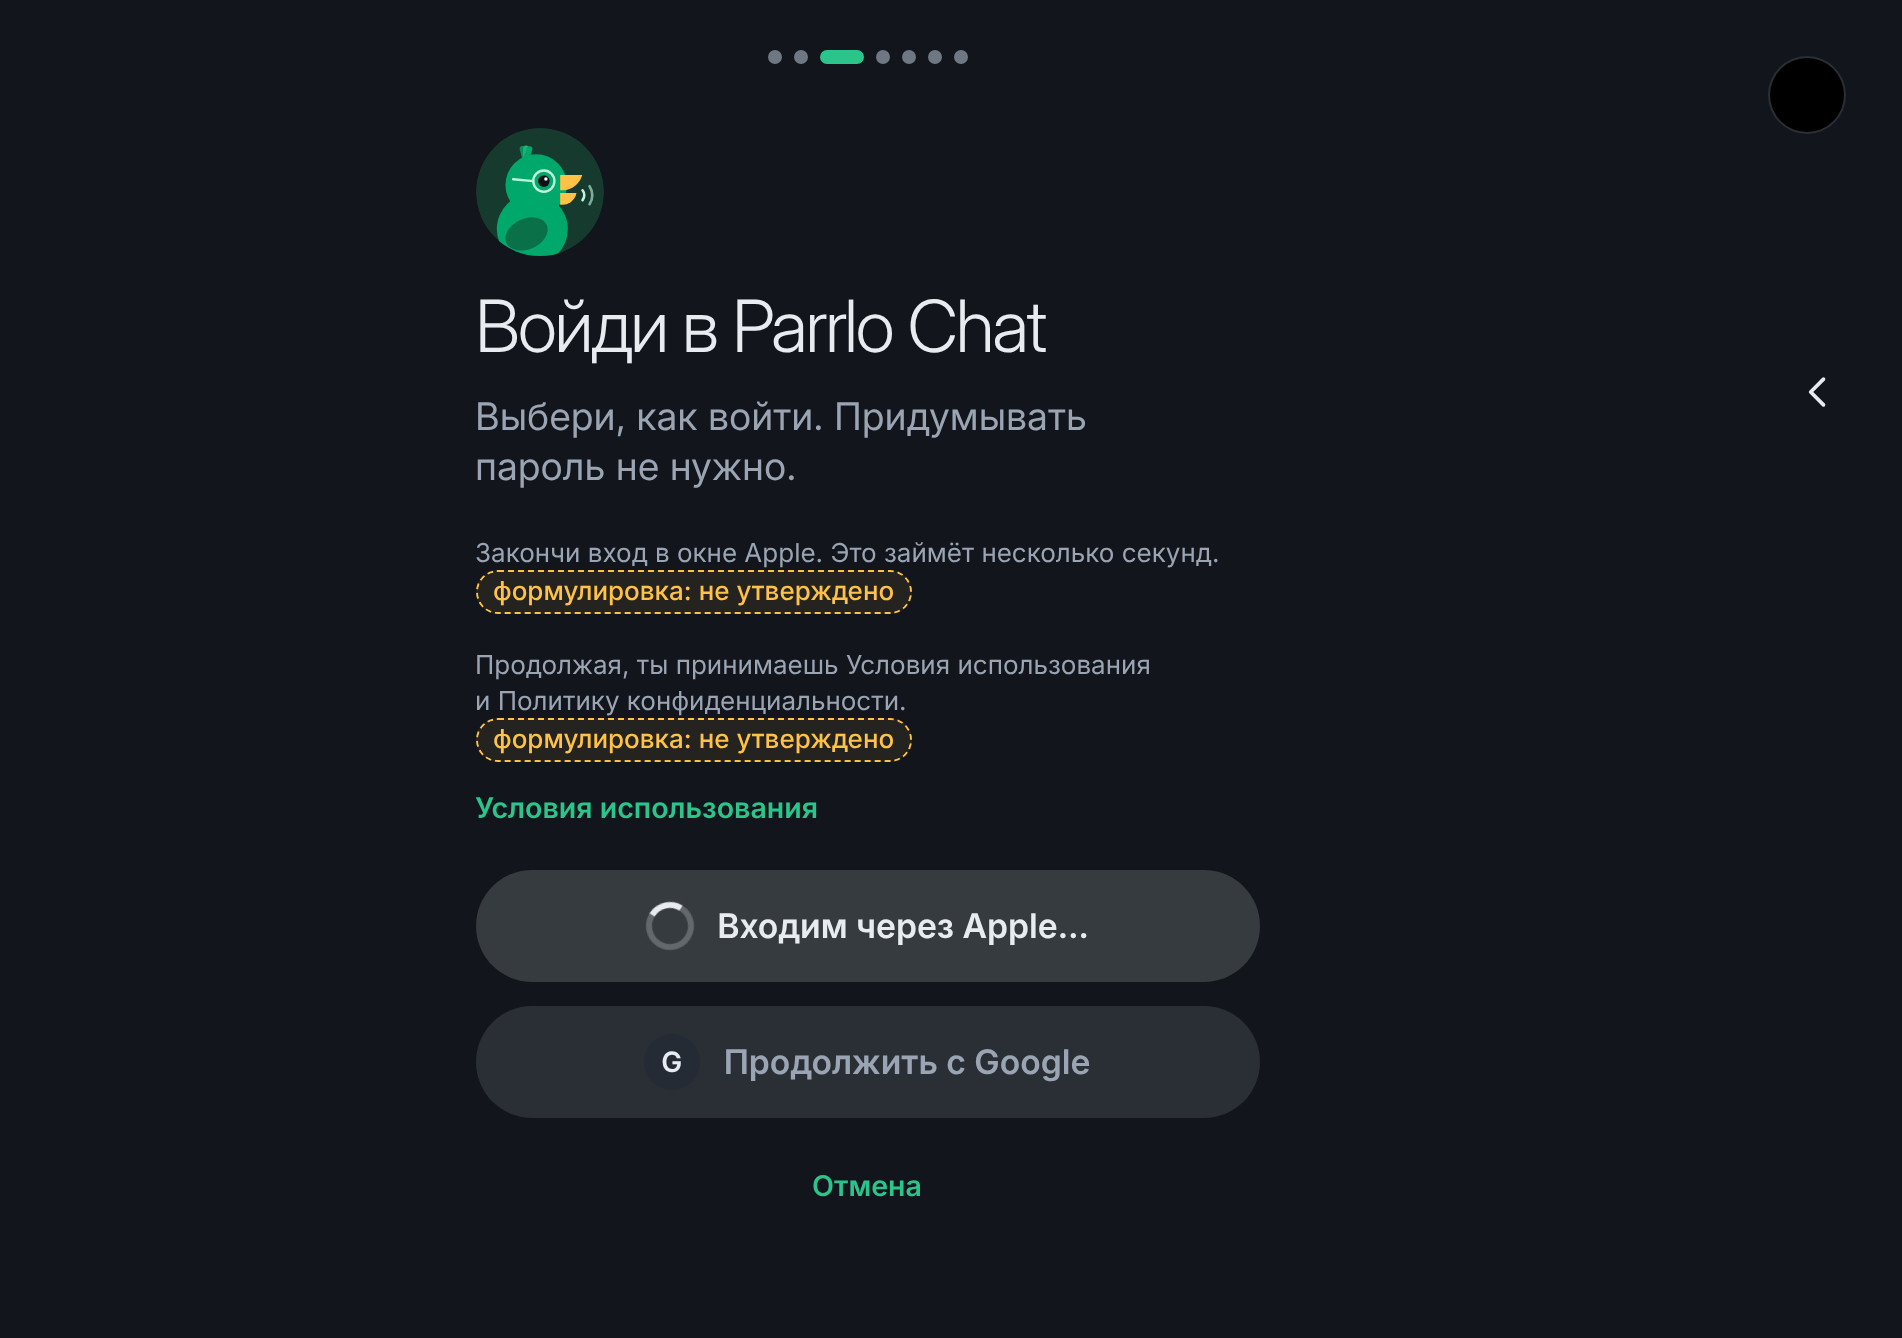 Войди в Parrlo Chat
Выбери, как войти. Придумывать
пароль не нужно.
Закончи вход в окне Apple. Это займёт несколько секунд.
формулировка: не утверждено
Продолжая, ты принимаешь Условия использования
и Политику конфиденциальности.
формулировка: не утверждено
Условия использования
Входим через Apple...
G Продолжить с Google
Отмена